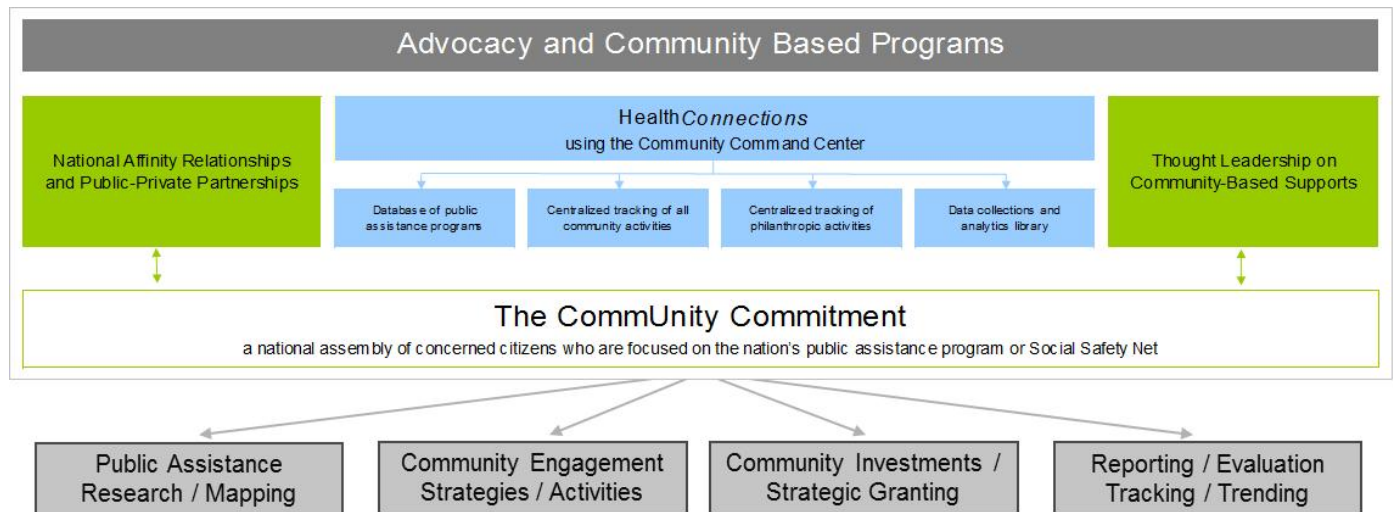 Advocacy and Community Based Programs
National Affinity Relationships
and Public-Private Partnerships
HealthConnections
using the Community Command Center
Thought Leadership on
Community-Based Supports
Database of public
assistance programs
Centralized tracking of all
community activities
Centralized tracking of
philanthropic activities
Data collections and
analytics library
The CommUnity Commitment
a national assembly of concerned citizens who are focused on the nation's public assistance program or Social Safety Net
Public Assistance
Research / Mapping
Community Engagement
Strategies / Activities
Community Investments /
Strategic Granting
Reporting / Evaluation
Tracking / Trending